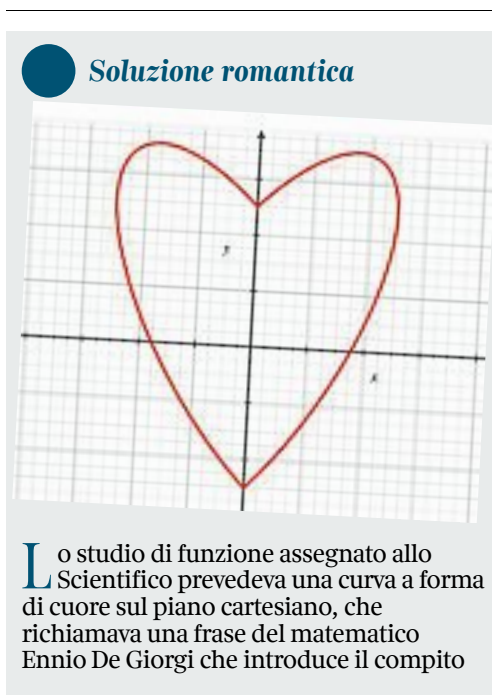 Soluzione romantica
y
x
Lo studio di funzione assegnato allo
Scientifico prevedeva una curva a forma
di cuore sul piano cartesiano, che
richiamava una frase del matematico
Ennio De Giorgi che introduce il compito